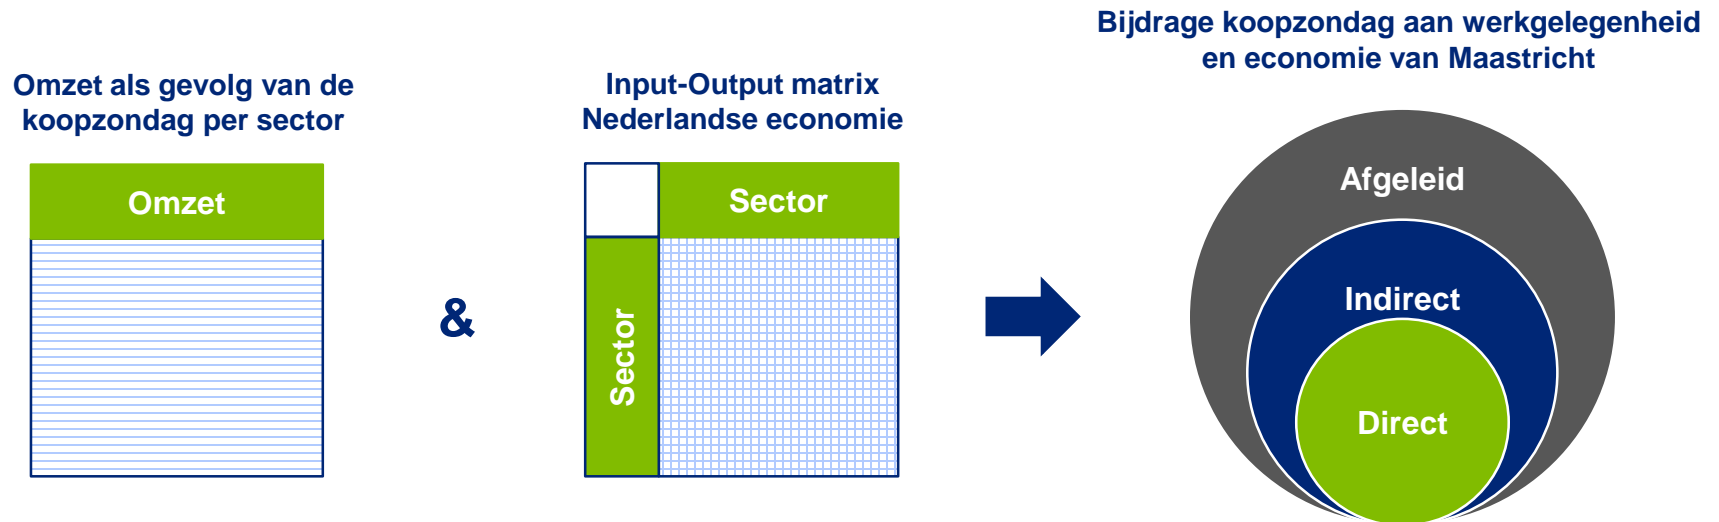 Omzet als gevolg van de
koopzondag per sector
Omzet
&
Input-Output matrix
Nederlandse economie
Sector
Sector
Bijdrage koopzondag aan werkgelegenheid
en economie van Maastricht
Afgeleid
Indirect
Direct